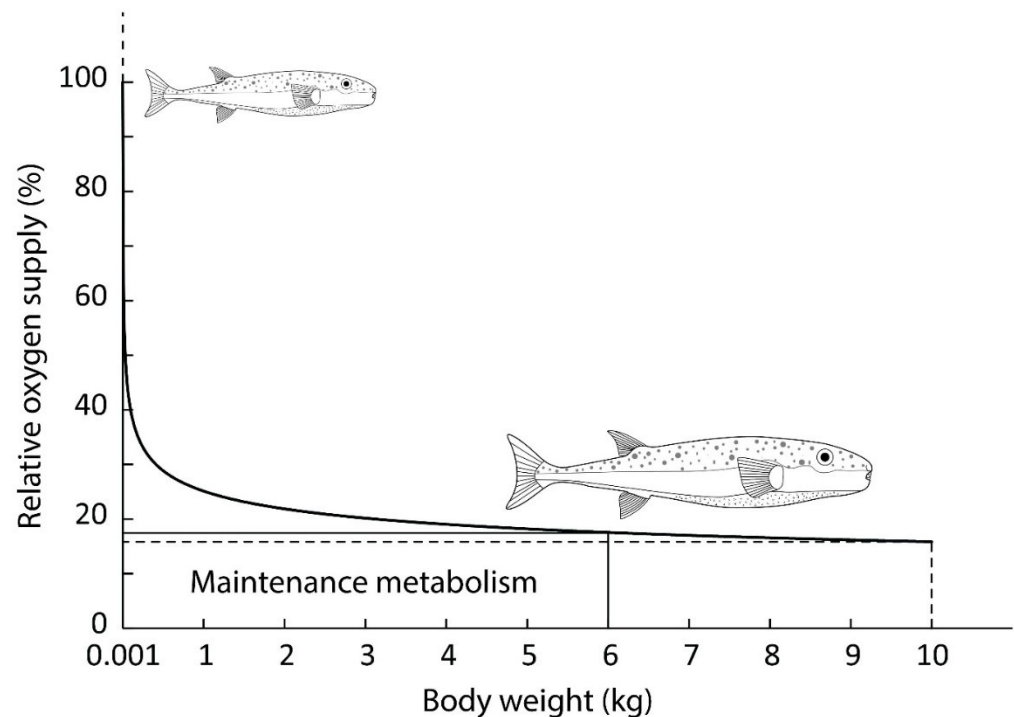 Relative oxygen supply (%)
100
80
60
40
20
0
Maintenance metabolism
0.001 1 2 3 4 5 6 7 8 9 10
Body weight (kg)